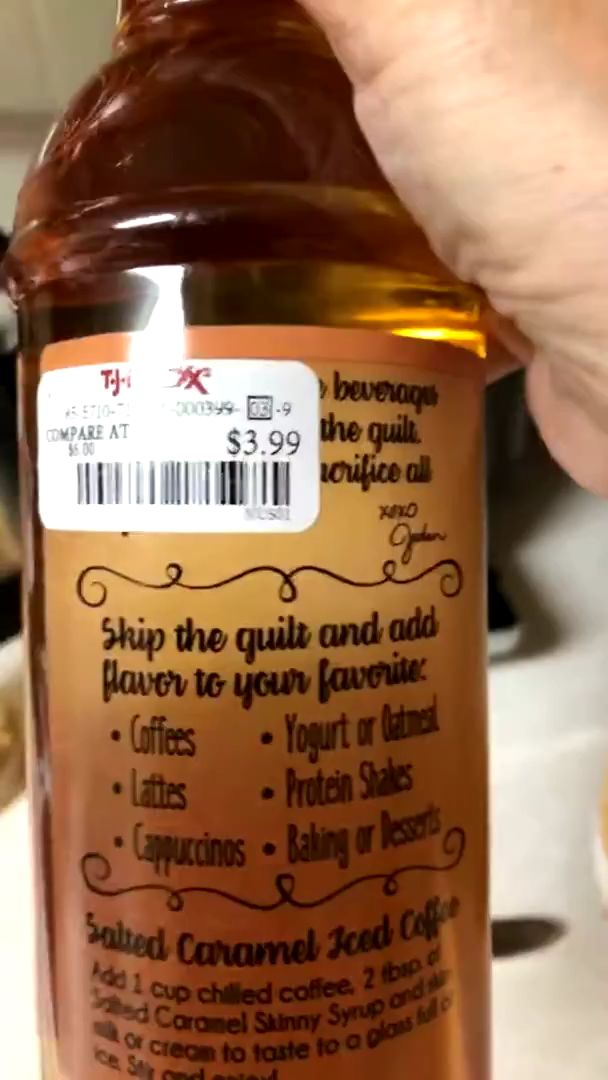 beverages
the guilt.
all
COMPARE AT
$6.00
$3.99
xoxo
Jordan
Skip the guilt and add
flavor to your favorite:
• Coffees • Yogurt or Oatmeal
• Lattes • Protein Shakes
• Cappuccinos • Baking or Desserts
Salted Caramel Iced Coffee
Add 1 cup chilled coffee, 2 tbsp. of
Salted Caramel Skinny Syrup and
milk or cream to taste to a glass full of
ice. Stir and enjoy!